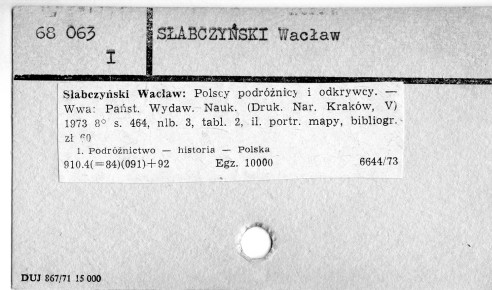 68 063
I
SŁABCZYŃSKI Wacław
Słabczyński Wacław: Polscy podróżnicy i odkrywcy. —
Wwa: Państ. Wydaw. Nauk. (Druk. Nar. Kraków, V)
1973 8° s. 464, nlb. 3, tabl. 2, il. portr. mapy, bibliogr.
zł 60
1. Podróżnictwo — historia — Polska
910.4(=84)(091)+92 Egz. 10000 6644/73
DUJ 867/71 15 000